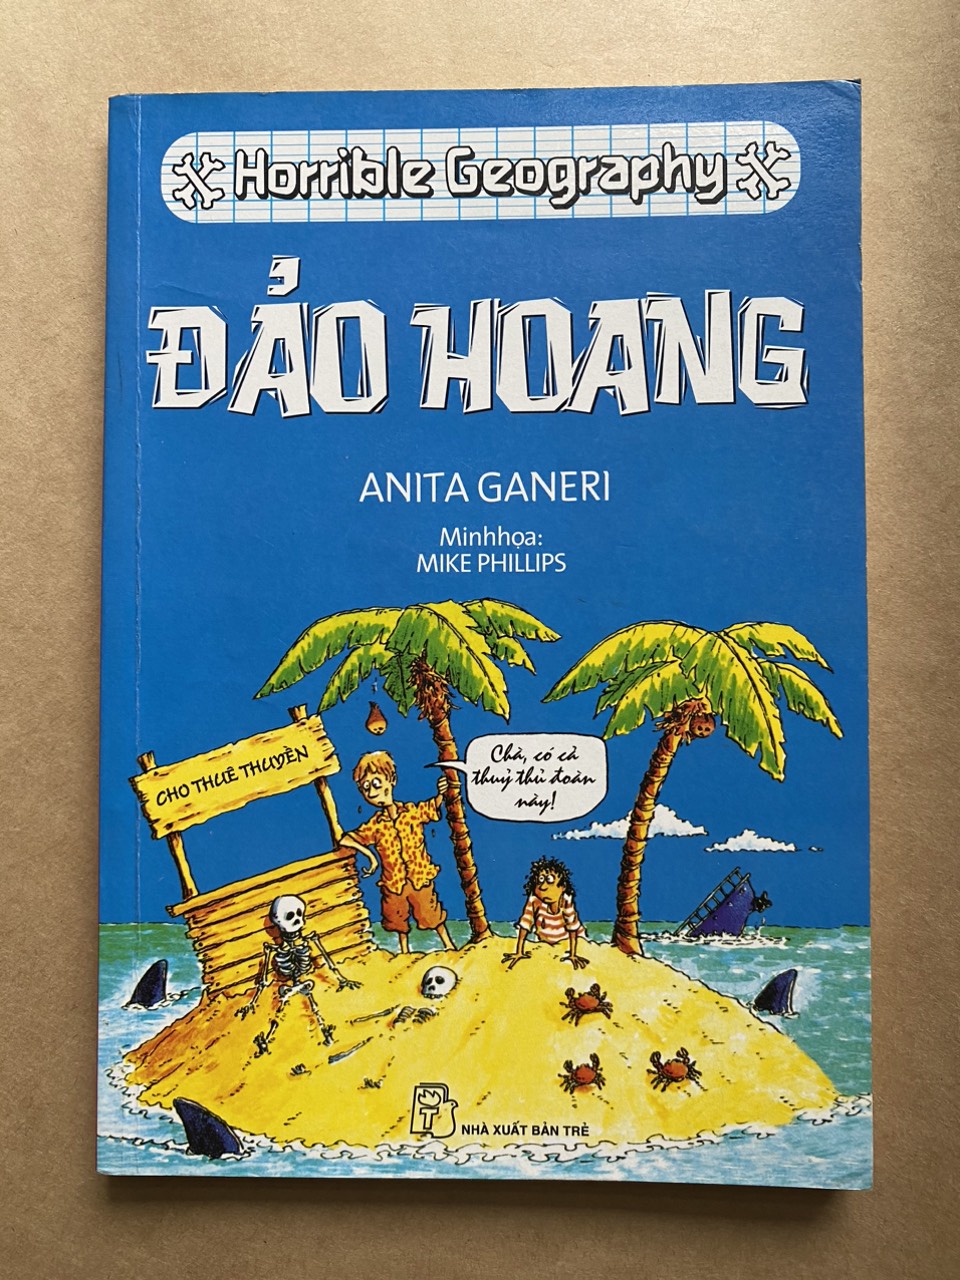 Horrible Geography
ĐẢO HOANG
ANITA GANERI
Minhhọa:
MIKE PHILLIPS
CHO THUÊ THUYỀN
Chà, có cả
thuỷ thủ đoàn
này!
NHÀ XUẤT BẢN TRẺ